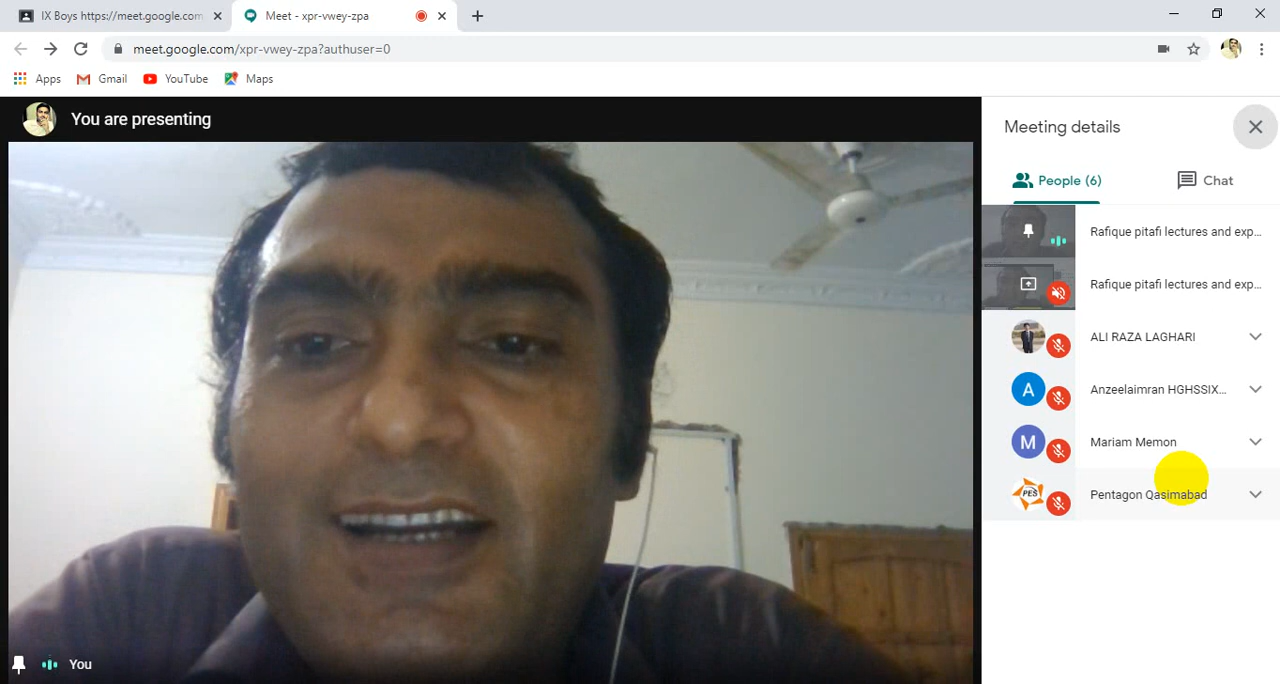 IX Boys https://meet.google.com
Meet - xpr-vwey-zpa
meet.google.com/xpr-vwey-zpa?authuser=0
Apps
Gmail
YouTube
Maps
You are presenting
You
Meeting details
People (6)
Chat
Rafique pitafi lectures and exp...
Rafique pitafi lectures and exp...
ALI RAZA LAGHARI
A
Anzeelaimran HGHSSIX...
M
Mariam Memon
PES
Pentagon Qasimabad